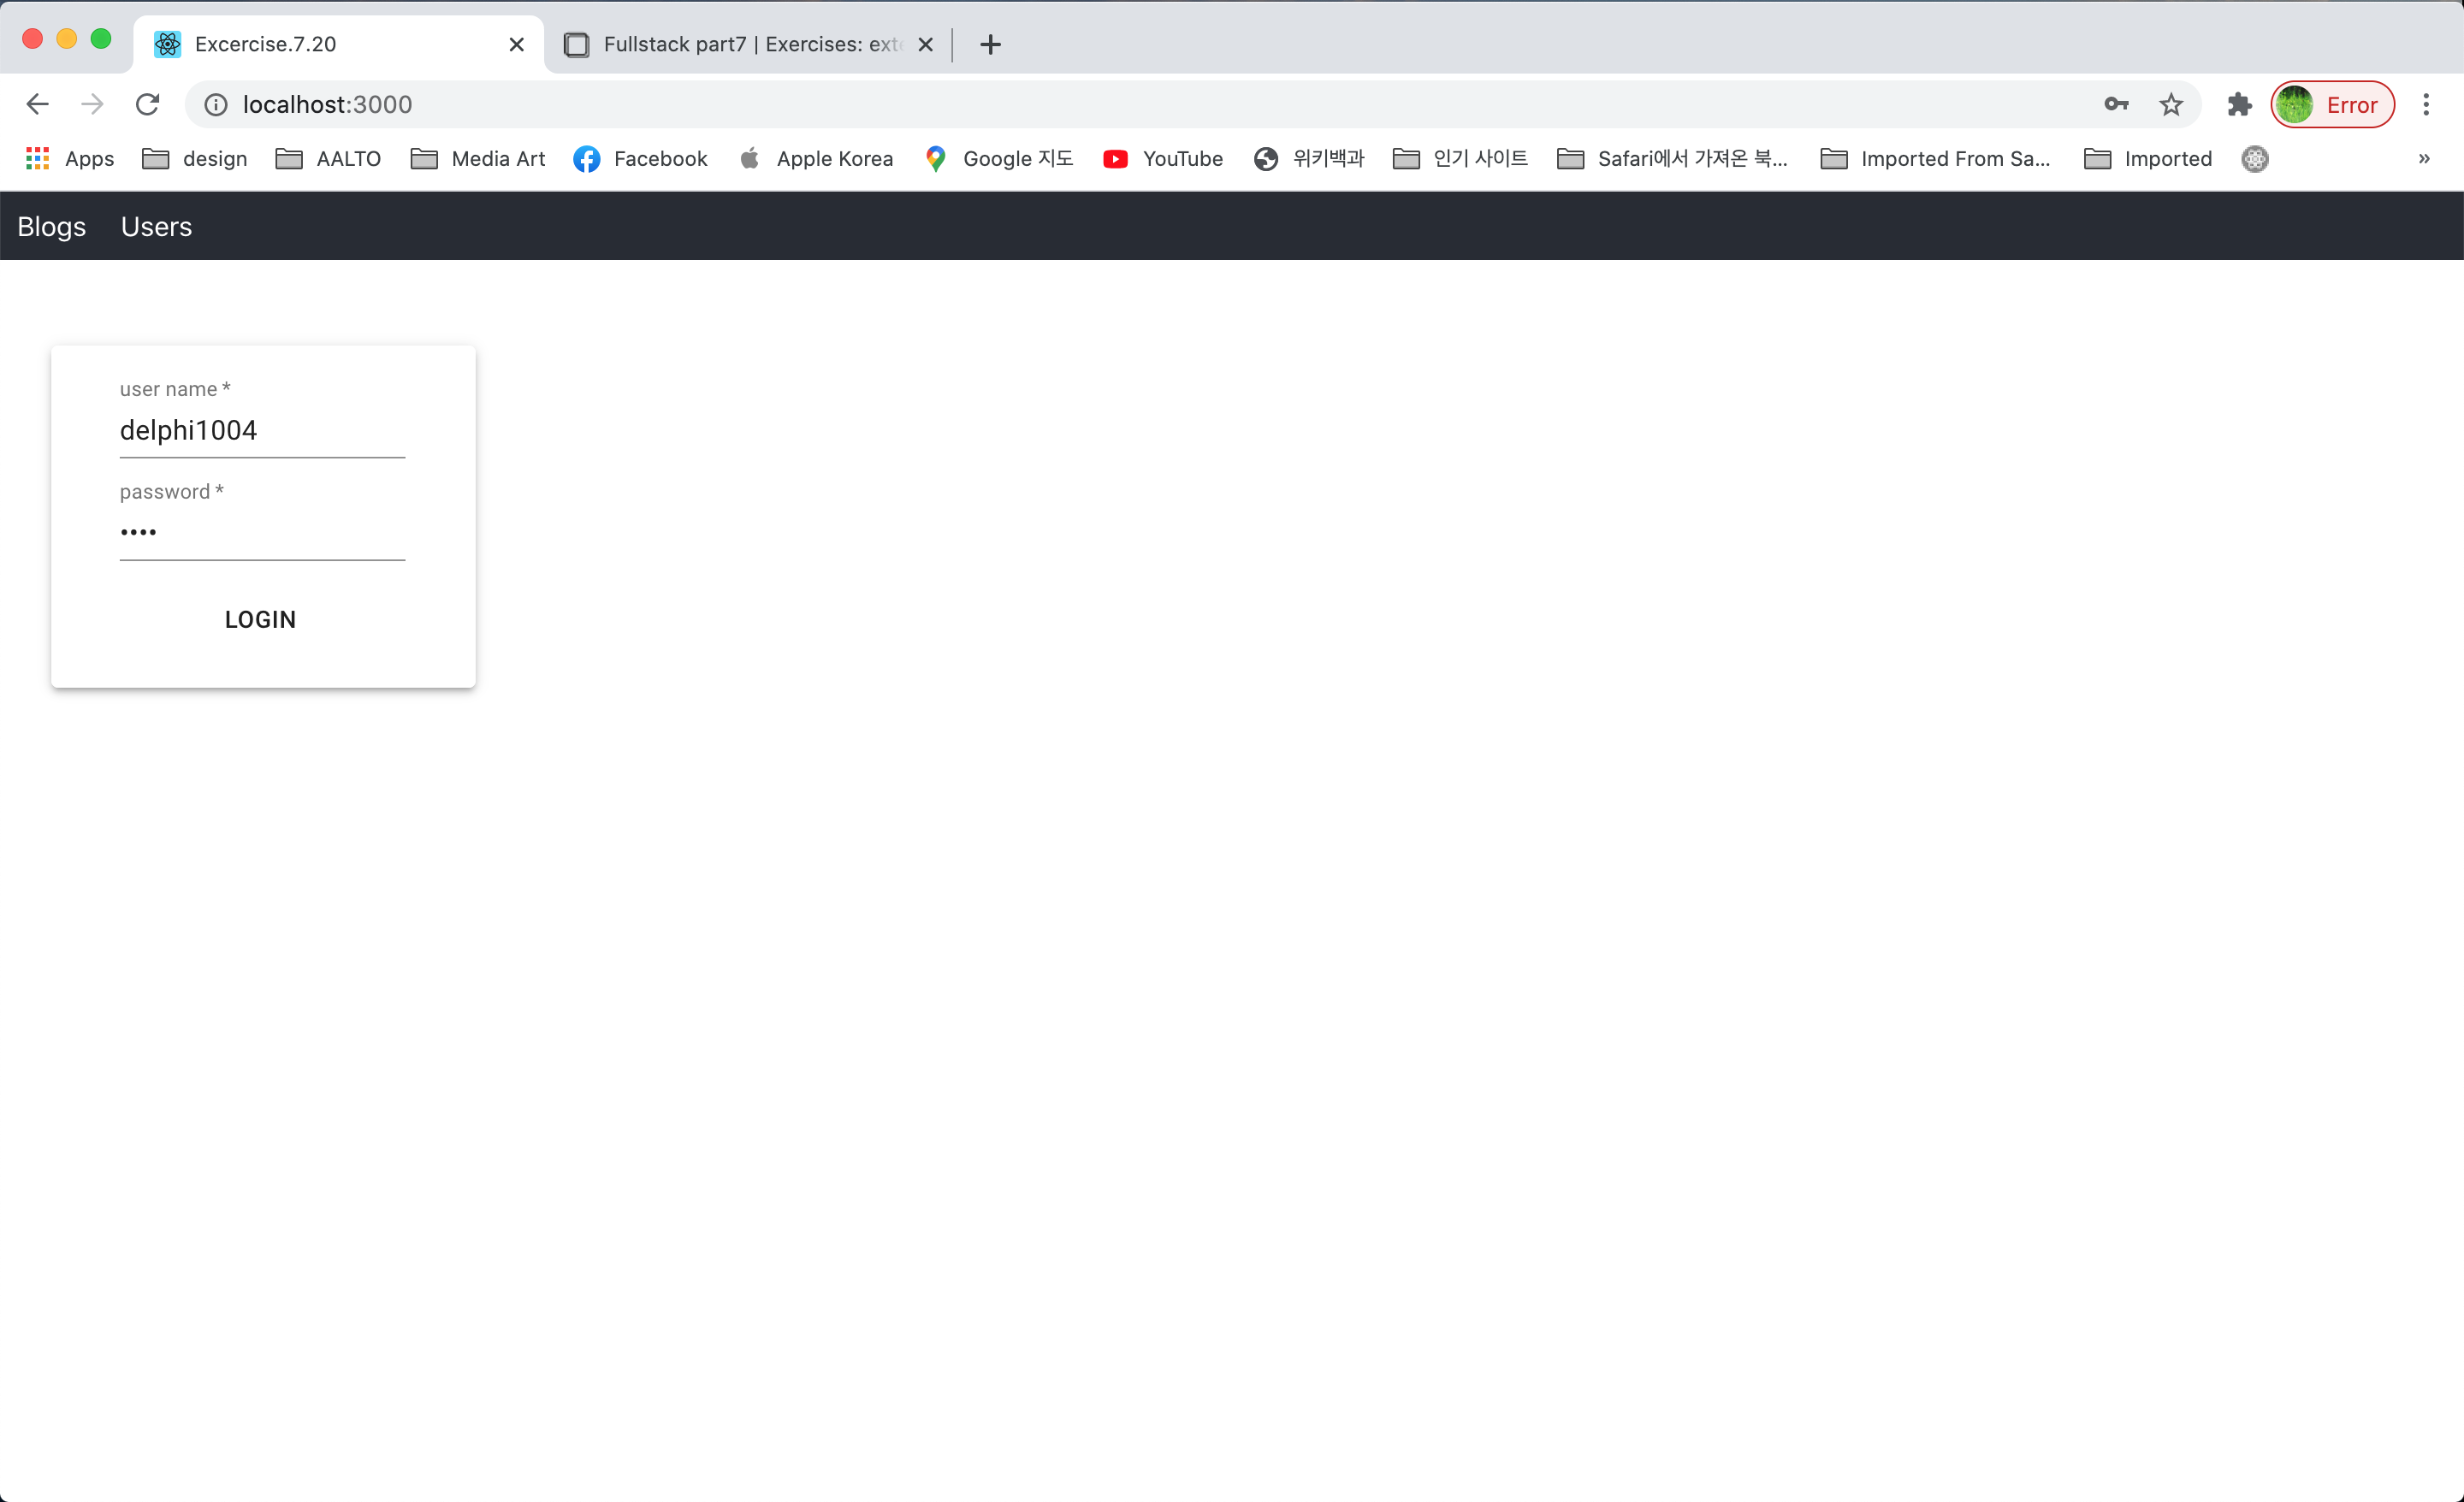 Excercise.7.20
Fullstack part7 | Exercises: exte
localhost:3000
Error
Apps design AALTO Media Art Facebook Apple Korea Google 지도 YouTube 위키백과 인기 사이트 Safari에서 가져온 북... Imported From Sa... Imported »
Blogs Users
user name *
delphi1004
password *
••••
LOGIN